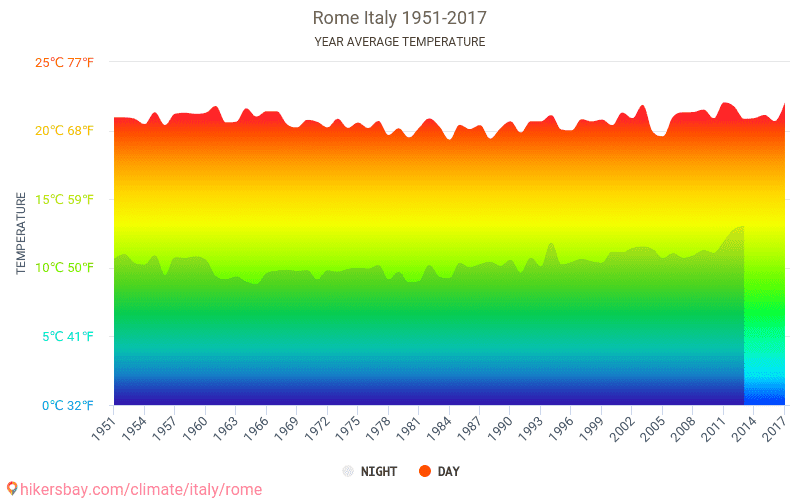 Rome Italy 1951-2017
YEAR AVERAGE TEMPERATURE
25℃ 77℉
20℃ 68℉
15℃ 59℉
10℃ 50℉
5℃ 41℉
0℃ 32℉
TEMPERATURE
1951 1954 1957 1960 1963 1966 1969 1972 1975 1978 1981 1984 1987 1990 1993 1996 1999 2002 2005 2008 2011 2014 2017
NIGHT DAY
hikersbay.com/climate/italy/rome